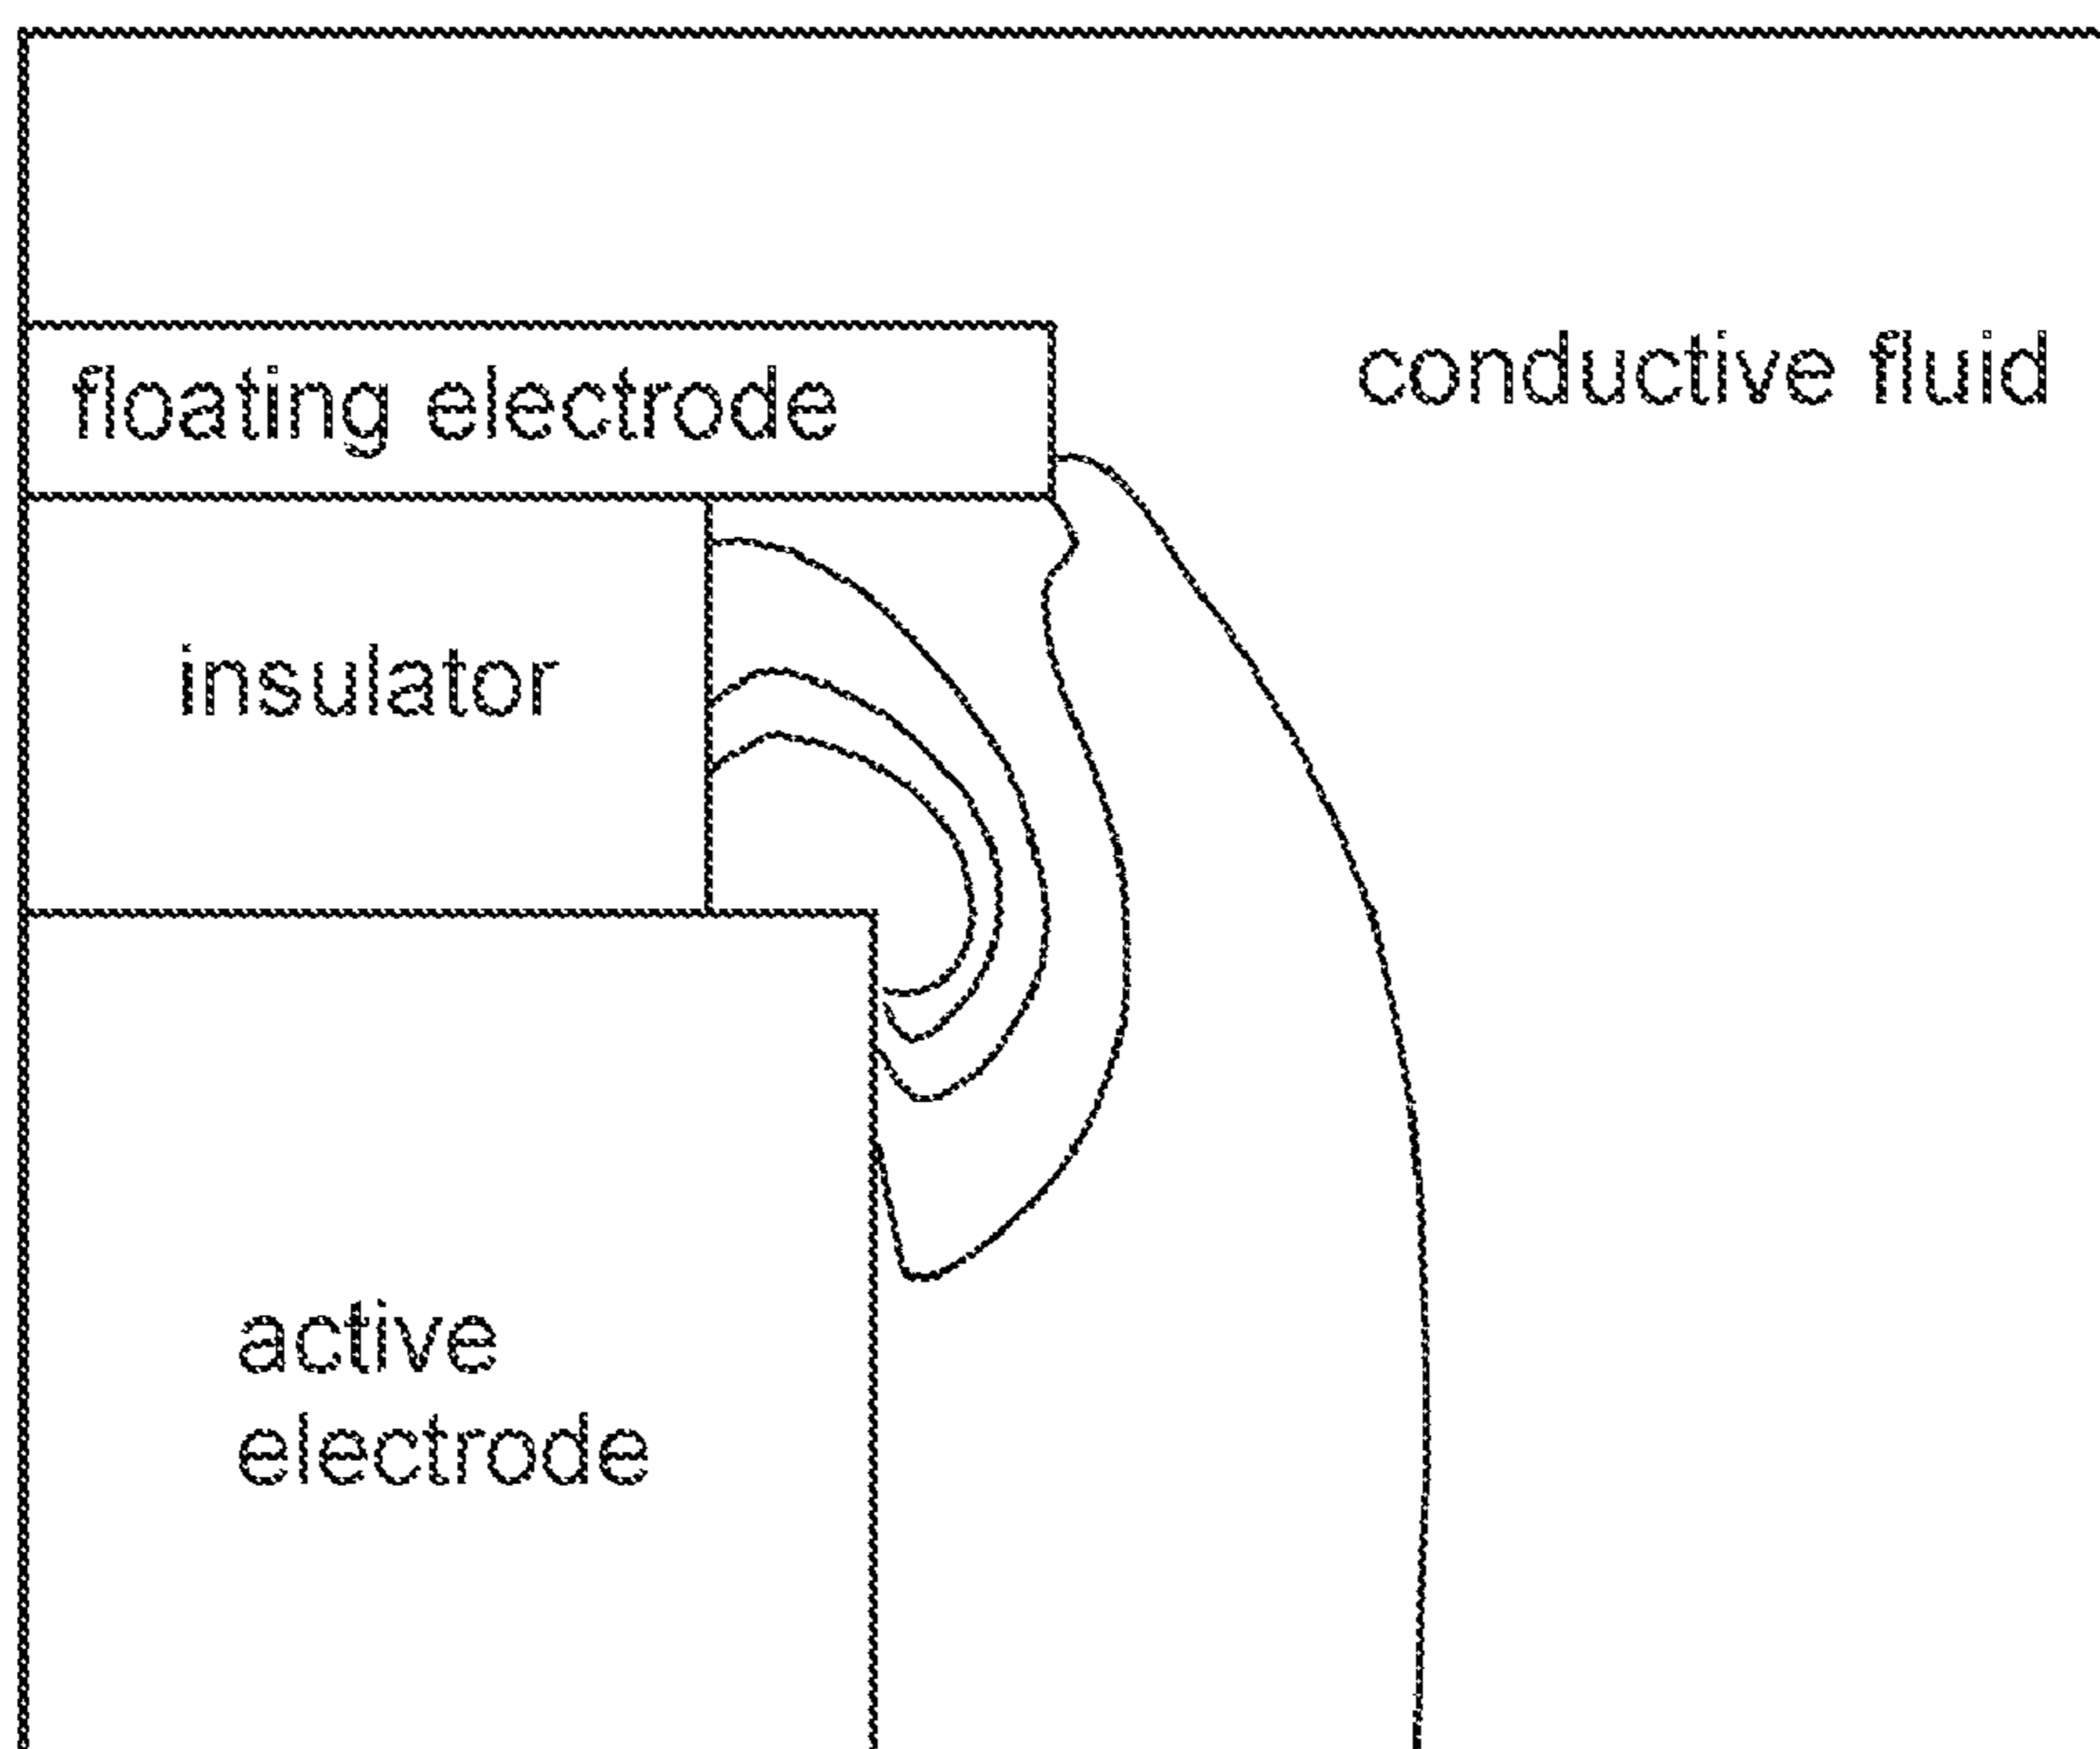 floating electrode
conductive fluid
insulator
active
electrode